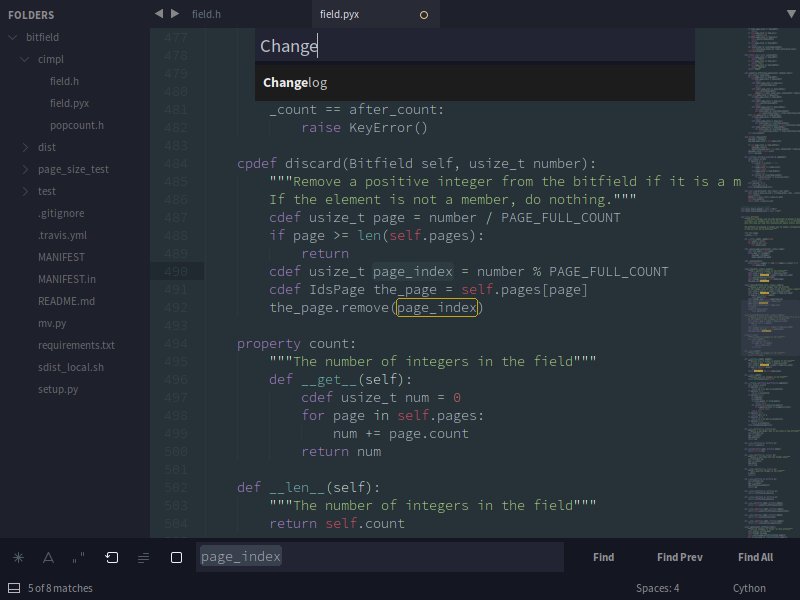 FOLDERS
bitfield
cimpl
field.h
field.pyx
popcount.h
dist
page_size_test
test
.gitignore
.travis.yml
MANIFEST
MANIFEST.in
README.md
mv.py
requirements.txt
sdist_local.sh
setup.py
field.h
field.pyx
Change
Changelog
477
478
479
480
481 _count == after_count:
482 raise KeyError()
483
484 cpdef discard(Bitfield self, usize_t number):
485 """Remove a positive integer from the bitfield if it is a m
486 If the element is not a member, do nothing."""
487 cdef usize_t page = number / PAGE_FULL_COUNT
488 if page >= len(self.pages):
489 return
490 cdef usize_t page_index = number % PAGE_FULL_COUNT
491 cdef IdsPage the_page = self.pages[page]
492 the_page.remove(page_index)
493
494 property count:
495 """The number of integers in the field"""
496 def __get__(self):
497 cdef usize_t num = 0
498 for page in self.pages:
499 num += page.count
500 return num
501
502 def __len__(self):
503 """The number of integers in the field"""
504 return self.count
page_index
Find
Find Prev
Find All
5 of 8 matches
Spaces: 4
Cython